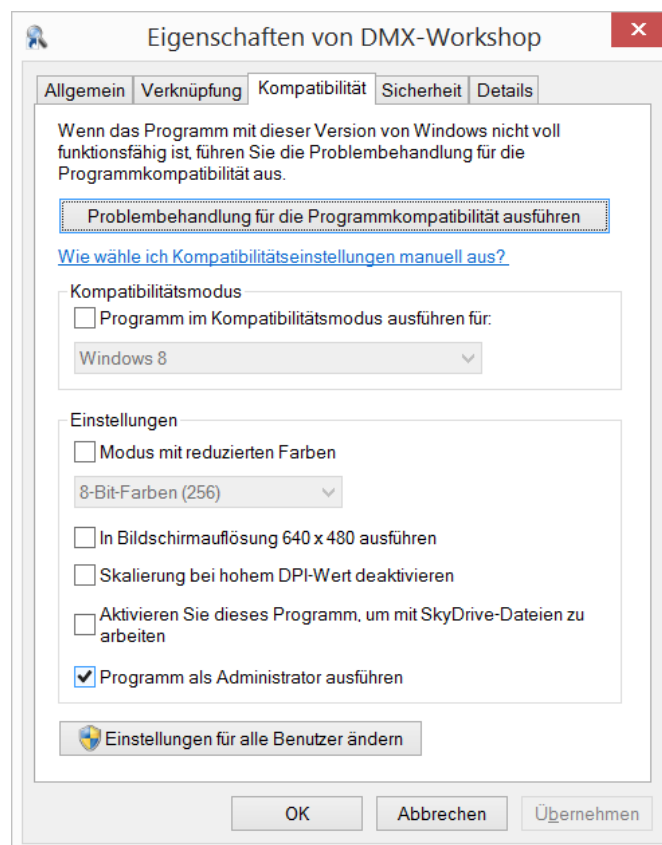 Eigenschaften von DMX-Workshop
Allgemein Verknüpfung Kompatibilität Sicherheit Details
Wenn das Programm mit dieser Version von Windows nicht voll
funktionsfähig ist, führen Sie die Problembehandlung für die
Programmkompatibilität aus.
Problembehandlung für die Programmkompatibilität ausführen
Wie wähle ich Kompatibilitätseinstellungen manuell aus?
Kompatibilitätsmodus
Programm im Kompatibilitätsmodus ausführen für:
Windows 8
Einstellungen
Modus mit reduzierten Farben
8-Bit-Farben (256)
In Bildschirmauflösung 640 x 480 ausführen
Skalierung bei hohem DPI-Wert deaktivieren
Aktivieren Sie dieses Programm, um mit SkyDrive-Dateien zu
arbeiten
Programm als Administrator ausführen
Einstellungen für alle Benutzer ändern
OK Abbrechen Übernehmen